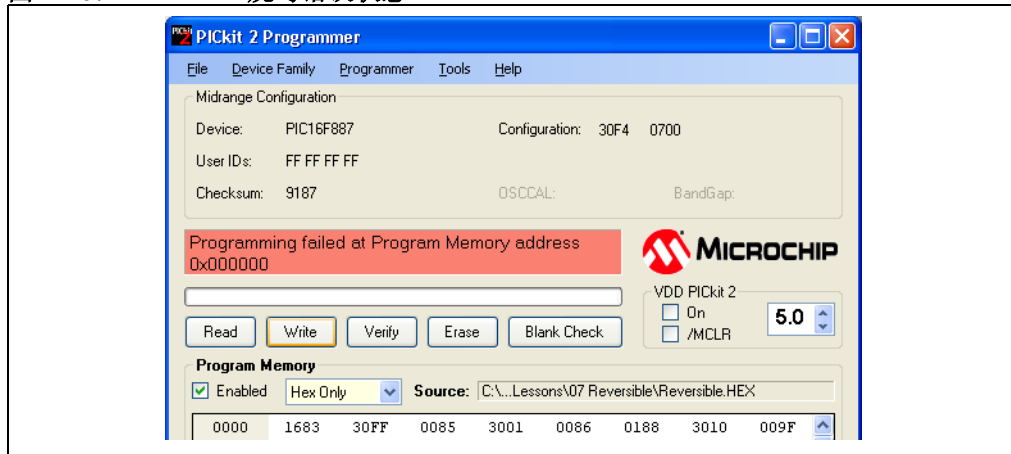 PICkit 2 Programmer
File Device Family Programmer Tools Help
Midrange Configuration
Device: PIC16F887 Configuration: 30F4 0700
User IDs: FF FF FF FF
Checksum: 9187 OSCCAL: BandGap:
Programming failed at Program Memory address
0x000000
MICROCHIP
VDD PICkit 2
On
/MCLR
5.0
Read Write Verify Erase Blank Check
Program Memory
Enabled Hex Only Source: C:\...Lessons\07 Reversible\Reversible.HEX
0000 1683 30FF 0085 3001 0086 0188 3010 009F